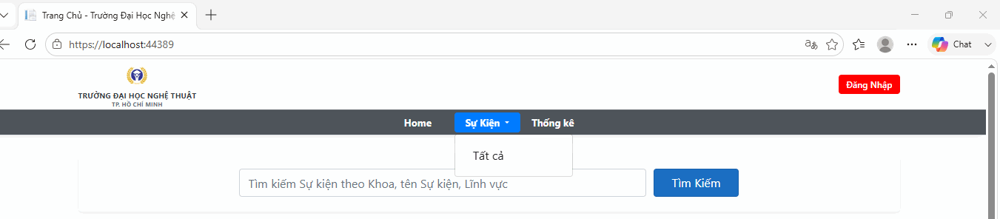 Trang Chủ - Trường Đại Học Nghệ
https://localhost:44389
Chat
TRƯỜNG ĐẠI HỌC NGHỆ THUẬT
TP. HỒ CHÍ MINH
Đăng Nhập
Home
Sự Kiện
Thống kê
Tất cả
Tìm kiếm Sự kiện theo Khoa, tên Sự kiện, Lĩnh vực
Tìm Kiếm